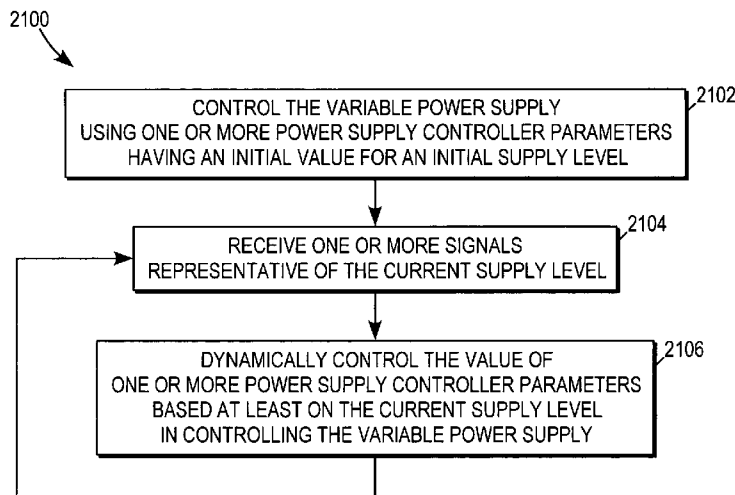 2100
2102
CONTROL THE VARIABLE POWER SUPPLY
USING ONE OR MORE POWER SUPPLY CONTROLLER PARAMETERS
HAVING AN INITIAL VALUE FOR AN INITIAL SUPPLY LEVEL
2104
RECEIVE ONE OR MORE SIGNALS
REPRESENTATIVE OF THE CURRENT SUPPLY LEVEL
2106
DYNAMICALLY CONTROL THE VALUE OF
ONE OR MORE POWER SUPPLY CONTROLLER PARAMETERS
BASED AT LEAST ON THE CURRENT SUPPLY LEVEL
IN CONTROLLING THE VARIABLE POWER SUPPLY